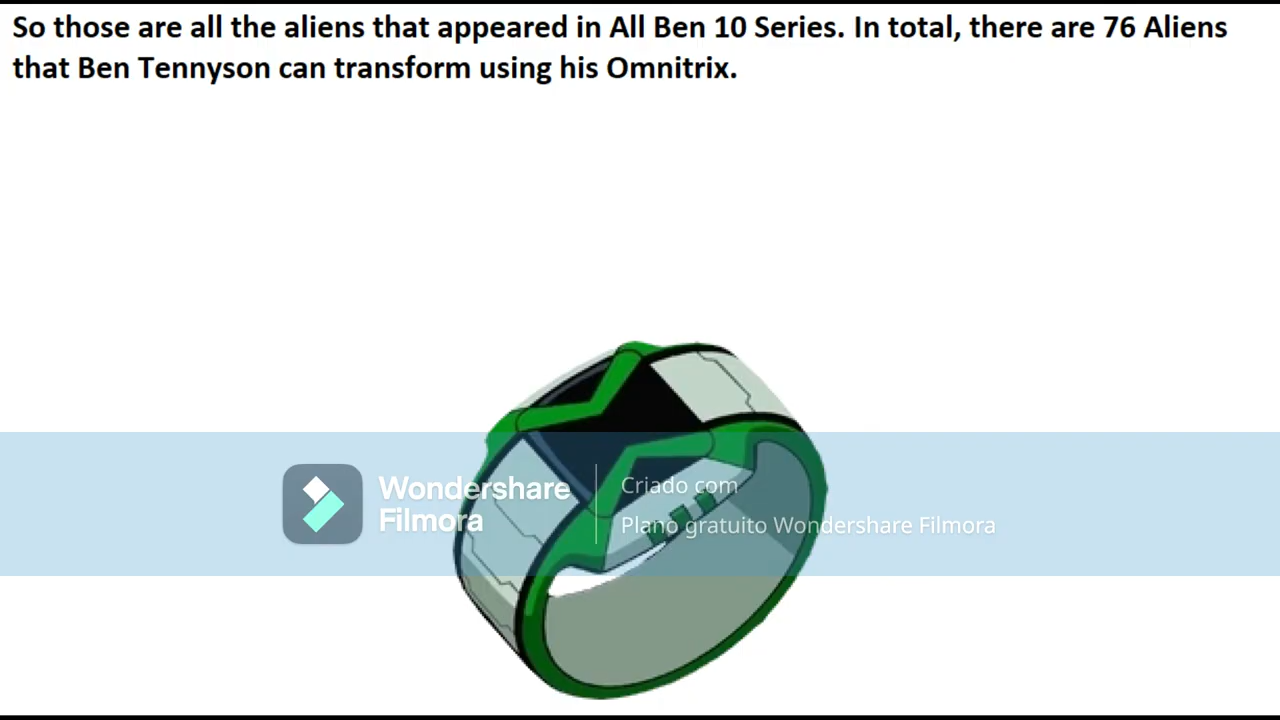 So those are all the aliens that appeared in All Ben 10 Series. In total, there are 76 Aliens
that Ben Tennyson can transform using his Omnitrix.
Wondershare
Filmora
Criado com
Plano gratuito Wondershare Filmora